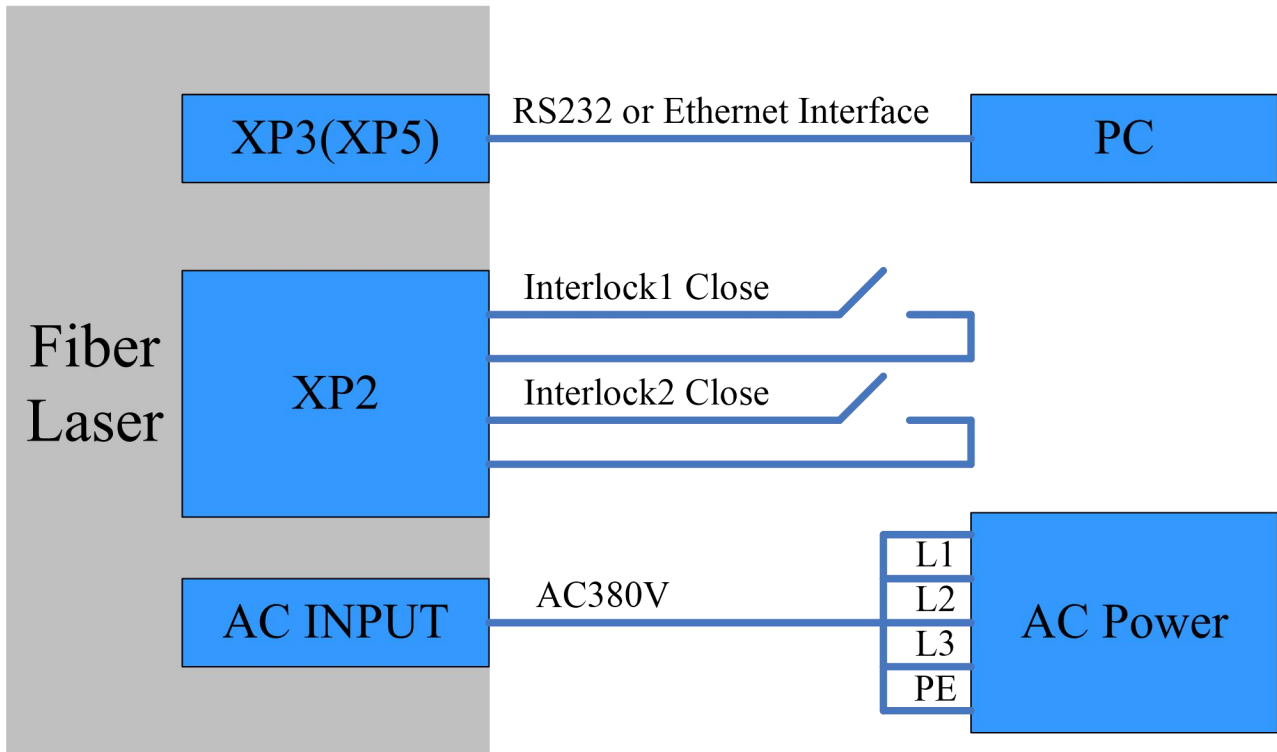 XP3(XP5)
RS232 or Ethernet Interface
PC
Fiber
Laser
XP2
Interlock1 Close
Interlock2 Close
AC INPUT
AC380V
L1
L2
L3
PE
AC Power